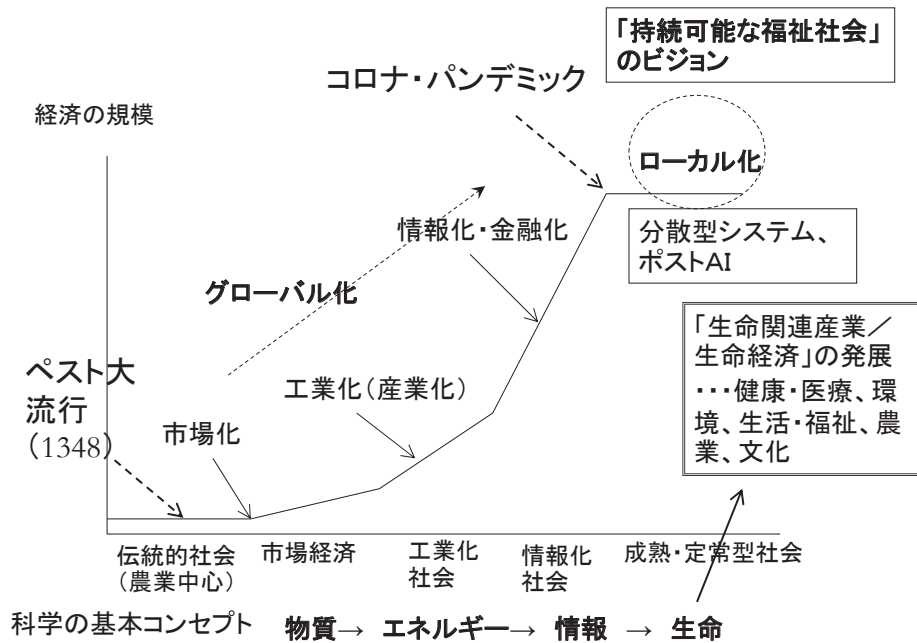 「持続可能な福祉社会」
のビジョン
コロナ・パンデミック
経済の規模
ローカル化
情報化・金融化
分散型システム、
ポストAI
グローバル化
「生命関連産業／
生命経済」の発展
・・・健康・医療、環
境、生活・福祉、農
業、文化
ペスト大
流行
(1348)
工業化(産業化)
市場化
伝統的社会
(農業中心)
市場経済
工業化
社会
情報化
社会
成熟・定常型社会
科学の基本コンセプト 物質→ エネルギー→ 情報 → 生命